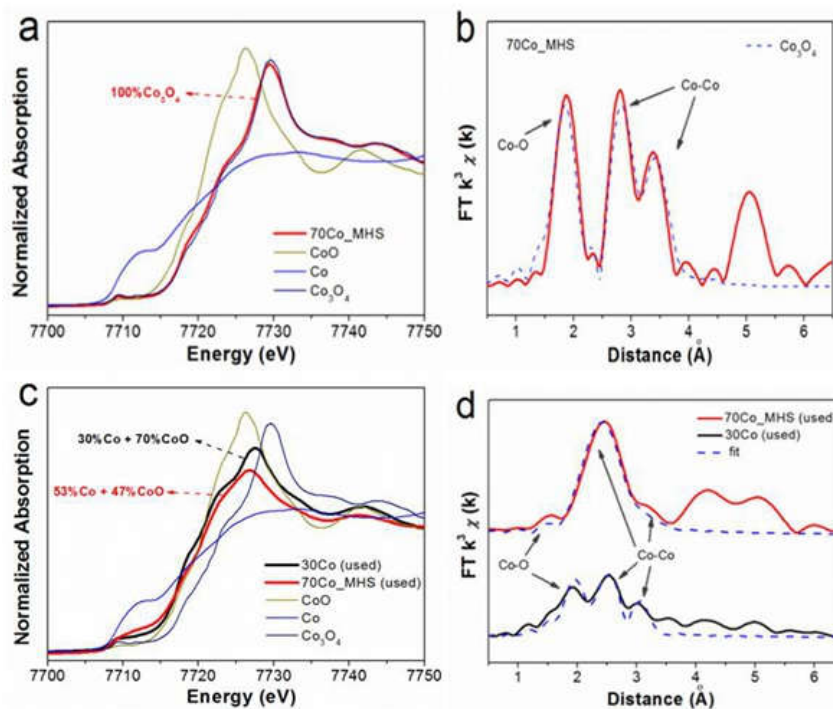 a
100%Co₃O₄
70Co_MHS
CoO
Co
Co₃O₄
Normalized Absorption
7700 7710 7720 7730 7740 7750
Energy (eV)
b
70Co_MHS
Co₃O₄
Co-Co
Co-O
FT k³ χ (k)
1 2 3 4 5 6
Distance (Å)
c
30%Co + 70%CoO
53%Co + 47%CoO
30Co (used)
70Co_MHS (used)
CoO
Co
Co₃O₄
Normalized Absorption
7700 7710 7720 7730 7740 7750
Energy (eV)
d
70Co_MHS (used)
30Co (used)
fit
Co-O
Co-Co
FT k³ χ (k)
1 2 3 4 5 6
Distance (Å)